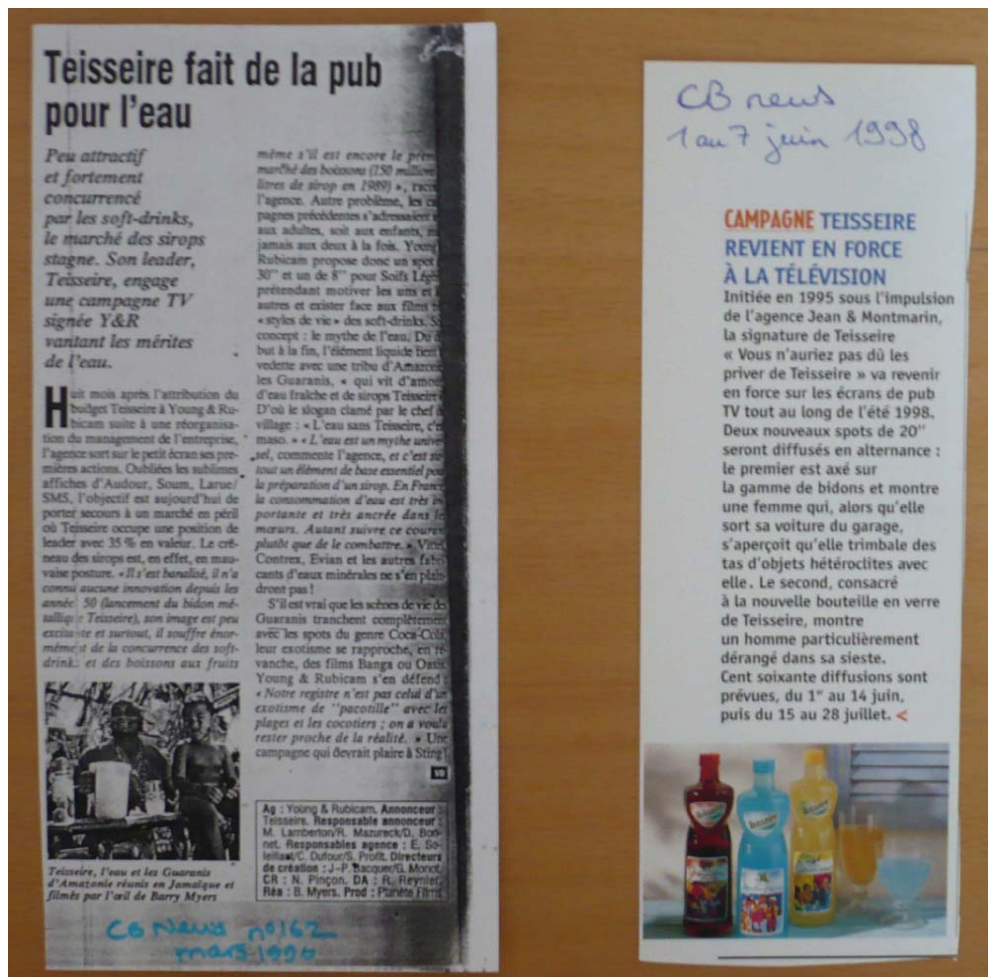 Teisseire fait de la pub
pour l'eau
Peu attractif
et fortement
concurrencé
par les soft-drinks,
le marché des sirops
stagne. Son leader,
Teisseire, engage
une campagne TV
signée Y&R
vantant les mérites
de l'eau.
Huit mois après l'attribution du
budget Teisseire à Young & Ru-
bicam suite à une réorganisa-
tion du management de l'entreprise,
l'agence sort sur le petit écran ses pre-
mières actions. Oubliées les sublimes
affiches d'Audour, Soum, Larue/
SMS, l'objectif est aujourd'hui de
porter secours à un marché en péril
où Teisseire occupe une position de
leader avec 35 % en valeur. Le cré-
neau des sirops est, en effet, en mau-
vaise posture. « Il s'est banalisé, il n'a
connu aucune innovation depuis les
année 50 (lancement du bidon mé-
tallique Teisseire), son image est peu
excitante et surtout, il souffre énor-
mément de la concurrence des soft-
drinks et des boissons aux fruits
même s'il est encore le prem
marché des boissons (150 million
litres de sirop en 1989) », raco
l'agence. Autre problème, les ca
pagnes précédentes s'adressaient
aux adultes, soit aux enfants, m
jamais aux deux à la fois. Young
Rubicam propose donc un spot
30'' et un de 8'' pour Soifs Lég
prétendant motiver les uns et l
autres et exister face aux films
« styles de vie » des soft-drinks. S
concept : le mythe de l'eau. Du d
but à la fin, l'élément liquide tient
vedette avec une tribu d'Amazonie
les Guaranis, « qui vit d'amour
d'eau fraîche et de sirops Teisseire
D'où le slogan clamé par le chef d
village : « L'eau sans Teisseire, c'e
maso. » « L'eau est un mythe unive
sel, commente l'agence, et c'est su
tout un élément de base essentiel pou
la préparation d'un sirop. En France
la consommation d'eau est très im
portante et très ancrée dans le
mœurs. Autant suivre ce couran
plutôt que de le combattre. » Vittel
Contrex, Evian et les autres fabri
cants d'eaux minérales ne s'en plain
dront pas !
S'il est vrai que les scènes de vie de
Guaranis tranchent complètement
avec les spots du genre Coca-Cola
leur exotisme se rapproche, en re
vanche, des films Banga ou Oasis
Young & Rubicam s'en défend :
« Notre registre n'est pas celui d'un
exotisme de ''pacotille'' avec les
plages et les cocotiers ; on a voulu
rester proche de la réalité. » Une
campagne qui devrait plaire à Sting !
Teisseire, l'eau et les Guaranis
d'Amazonie réunis en Jamaïque et
filmés par l'œil de Barry Myers
Ag : Young & Rubicam. Annonceur :
Teisseire. Responsable annonceur :
M. Lamberton/R. Mazureck/D. Bon-
net. Responsables agence : E. So-
leillant/C. Dufour/S. Profit. Directeurs
de création : J-P. Bacquer/G. Monot.
CR : N. Pinçon. DA : R. Reynier.
Réa : B. Myers. Prod : Planète Films
CB News n°162
mars 1990
CB news
1 au 7 juin 1998
CAMPAGNE TEISSEIRE
REVIENT EN FORCE
À LA TÉLÉVISION
Initiée en 1995 sous l'impulsion
de l'agence Jean & Montmarin,
la signature de Teisseire
« Vous n'auriez pas dû les
priver de Teisseire » va revenir
en force sur les écrans de pub
TV tout au long de l'été 1998.
Deux nouveaux spots de 20''
seront diffusés en alternance :
le premier est axé sur
la gamme de bidons et montre
une femme qui, alors qu'elle
sort sa voiture du garage,
s'aperçoit qu'elle trimbale des
tas d'objets hétéroclites avec
elle. Le second, consacré
à la nouvelle bouteille en verre
de Teisseire, montre
un homme particulièrement
dérangé dans sa sieste.
Cent soixante diffusions sont
prévues, du 1er au 14 juin,
puis du 15 au 28 juillet. <